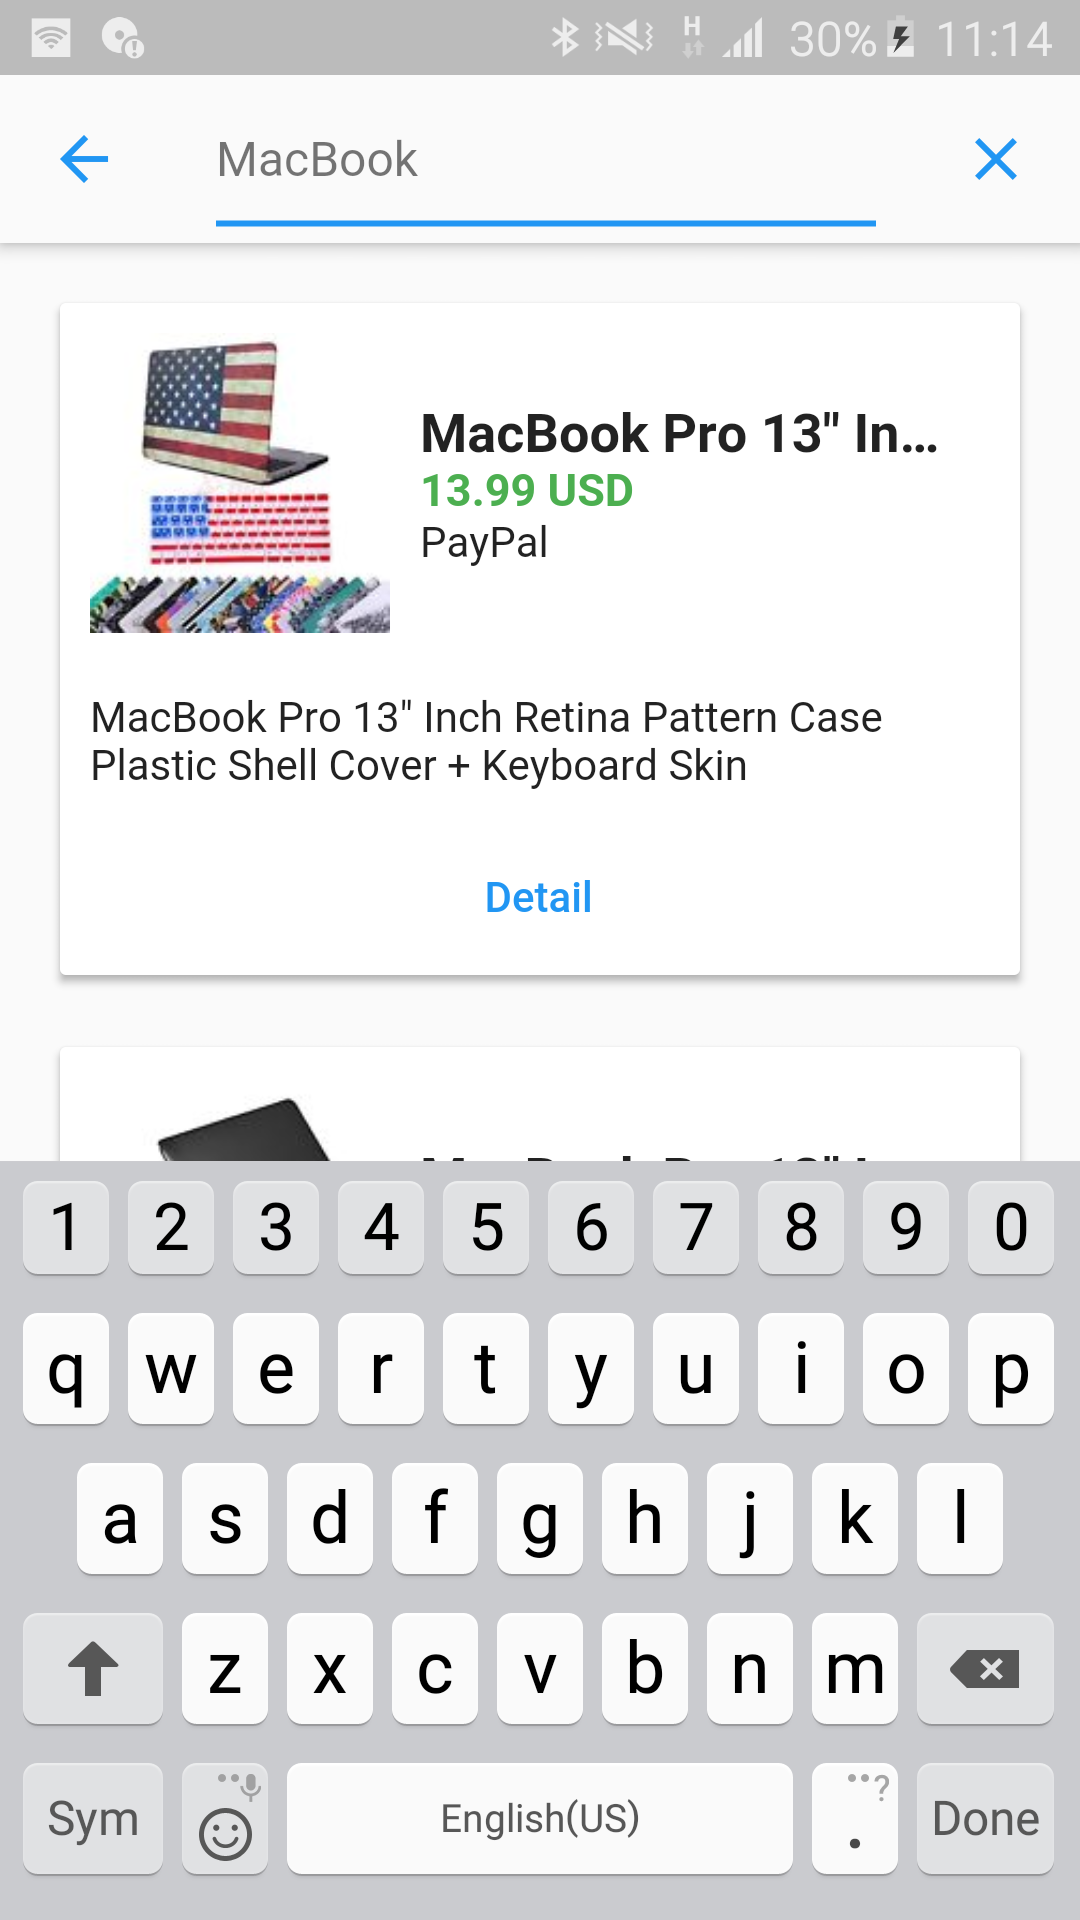 H 30% 11:14
MacBook
MacBook Pro 13" In...
13.99 USD
PayPal
MacBook Pro 13" Inch Retina Pattern Case
Plastic Shell Cover + Keyboard Skin
Detail
1 2 3 4 5 6 7 8 9 0
q w e r t y u i o p
a s d f g h j k l
z x c v b n m
Sym English(US) . ? Done